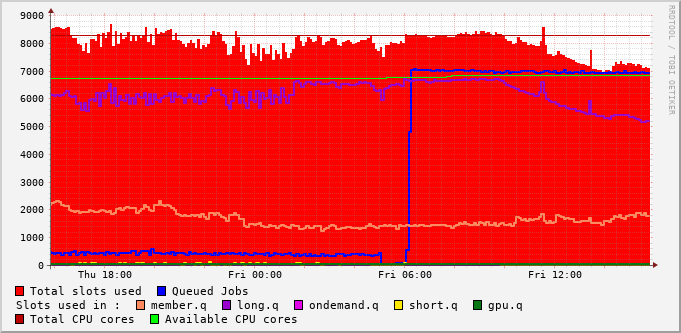 9000
8000
7000
6000
5000
4000
3000
2000
1000
0
Thu 18:00 Fri 00:00 Fri 06:00 Fri 12:00
RRDTOOL / TOBI OETIKER
Total slots used Queued Jobs
Slots used in : member.q long.q ondemand.q short.q gpu.q
Total CPU cores Available CPU cores